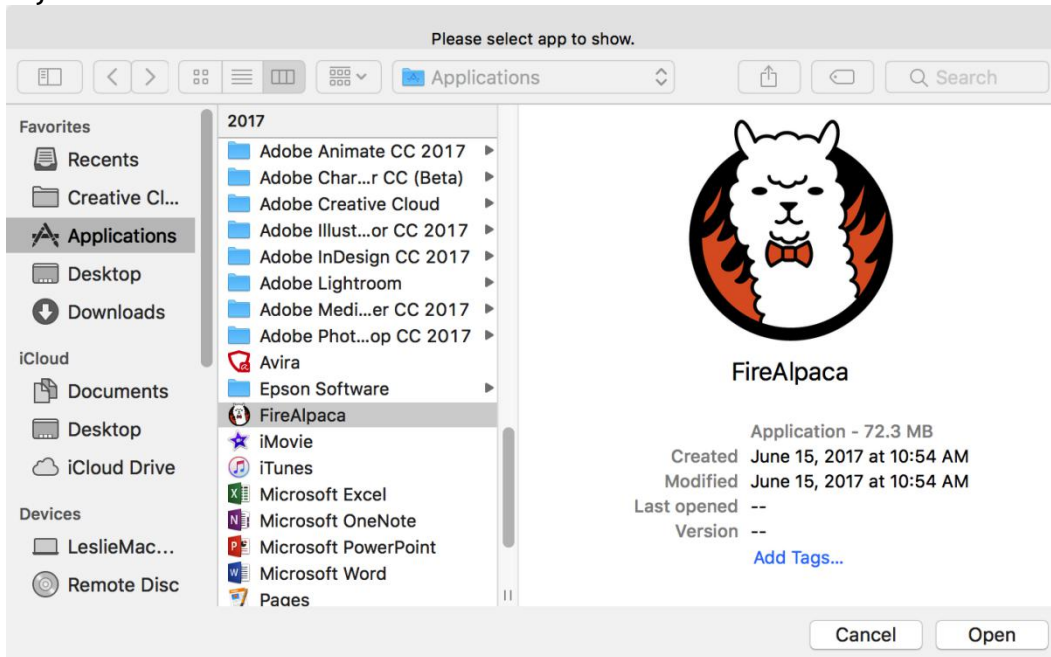 Please select app to show.
Applications
Search
Favorites
Recents
Creative Cl...
Applications
Desktop
Downloads
iCloud
Documents
Desktop
iCloud Drive
Devices
LeslieMac...
Remote Disc
2017
Adobe Animate CC 2017
Adobe Char...r CC (Beta)
Adobe Creative Cloud
Adobe Illust...or CC 2017
Adobe InDesign CC 2017
Adobe Lightroom
Adobe Medi...er CC 2017
Adobe Phot...op CC 2017
Avira
Epson Software
FireAlpaca
iMovie
iTunes
Microsoft Excel
Microsoft OneNote
Microsoft PowerPoint
Microsoft Word
Pages
FireAlpaca
Application - 72.3 MB
Created June 15, 2017 at 10:54 AM
Modified June 15, 2017 at 10:54 AM
Last opened --
Version --
Add Tags...
Cancel
Open